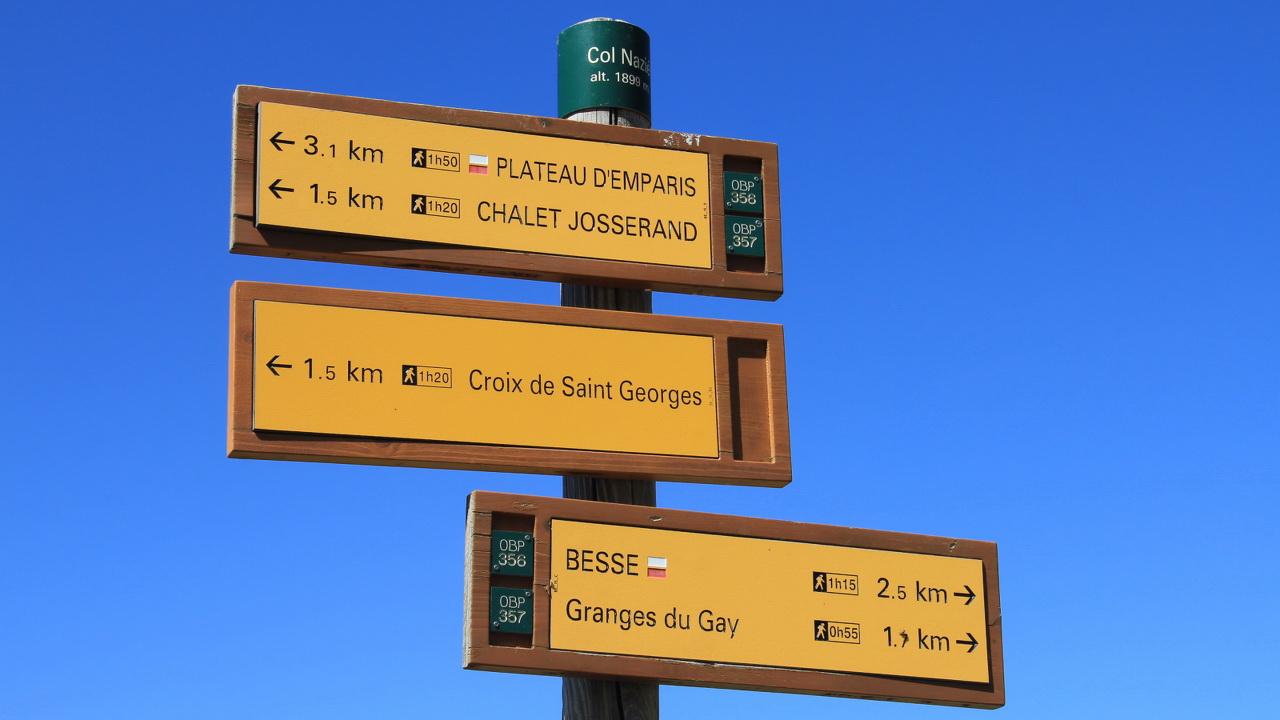 Col Nazié
alt. 1899 m
3.1 km 1h50 PLATEAU D'EMPARIS
1.5 km 1h20 CHALET JOSSERAND
OBP
356
OBP
357
1.5 km 1h20 Croix de Saint Georges
OBP
356
OBP
357
BESSE 1h15 2.5 km
Granges du Gay 0h55 km